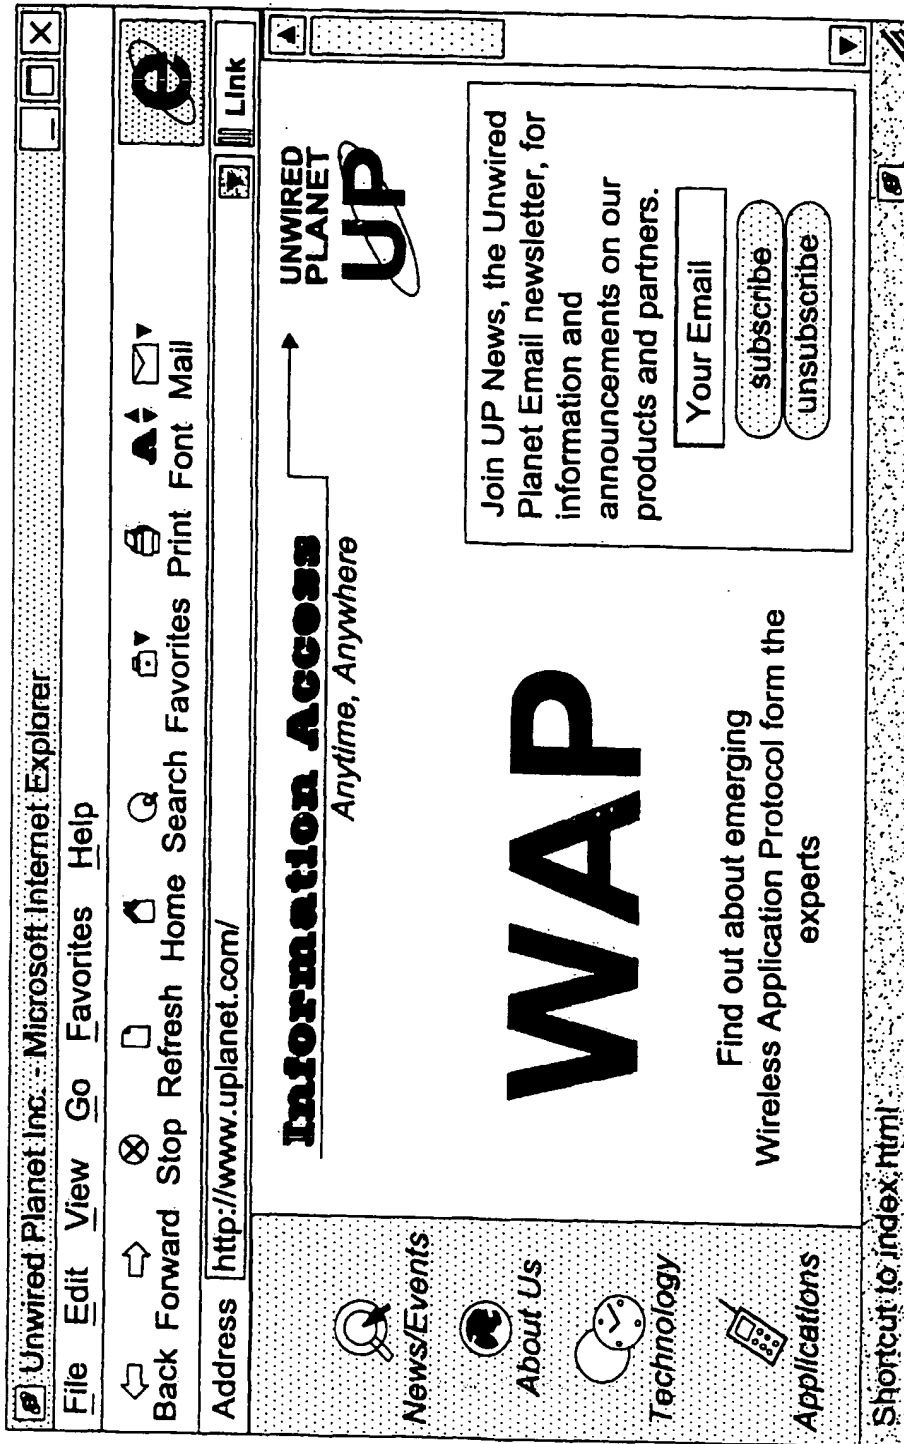 Unwired Planet Inc. - Microsoft Internet Explorer
File Edit View Go Favorites Help
Back Forward Stop Refresh Home Search Favorites Print Font Mail
Address http://www.uplanet.com/ Link
News/Events
About Us
Technology
Applications
Information Access
Anytime, Anywhere
UNWIRED
PLANET
UP
WAP
Find out about emerging
Wireless Application Protocol form the
experts
Join UP News, the Unwired
Planet Email newsletter, for
information and
announcements on our
products and partners.
Your Email
subscribe
unsubscribe
Shortcut to index.html